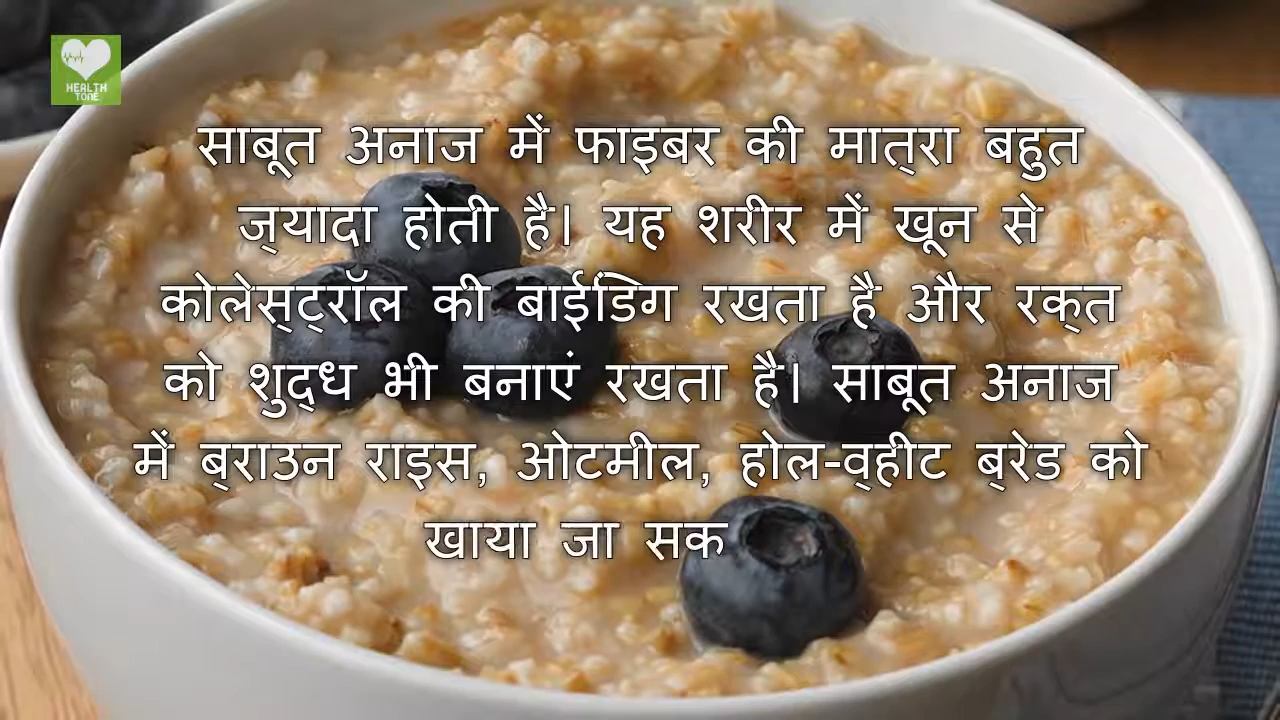 HEALTH
TONE
साबूत अनाज में फाइबर की मात्रा बहुत
ज्यादा होती है। यह शरीर में खून से
कोलेस्ट्रॉल की बाईंडिग रखता है और रक्त
को शुद्ध भी बनाएं रखता है। साबूत अनाज
में ब्राउन राइस, ओटमील, होल-व्हीट ब्रेड को
खाया जा सक